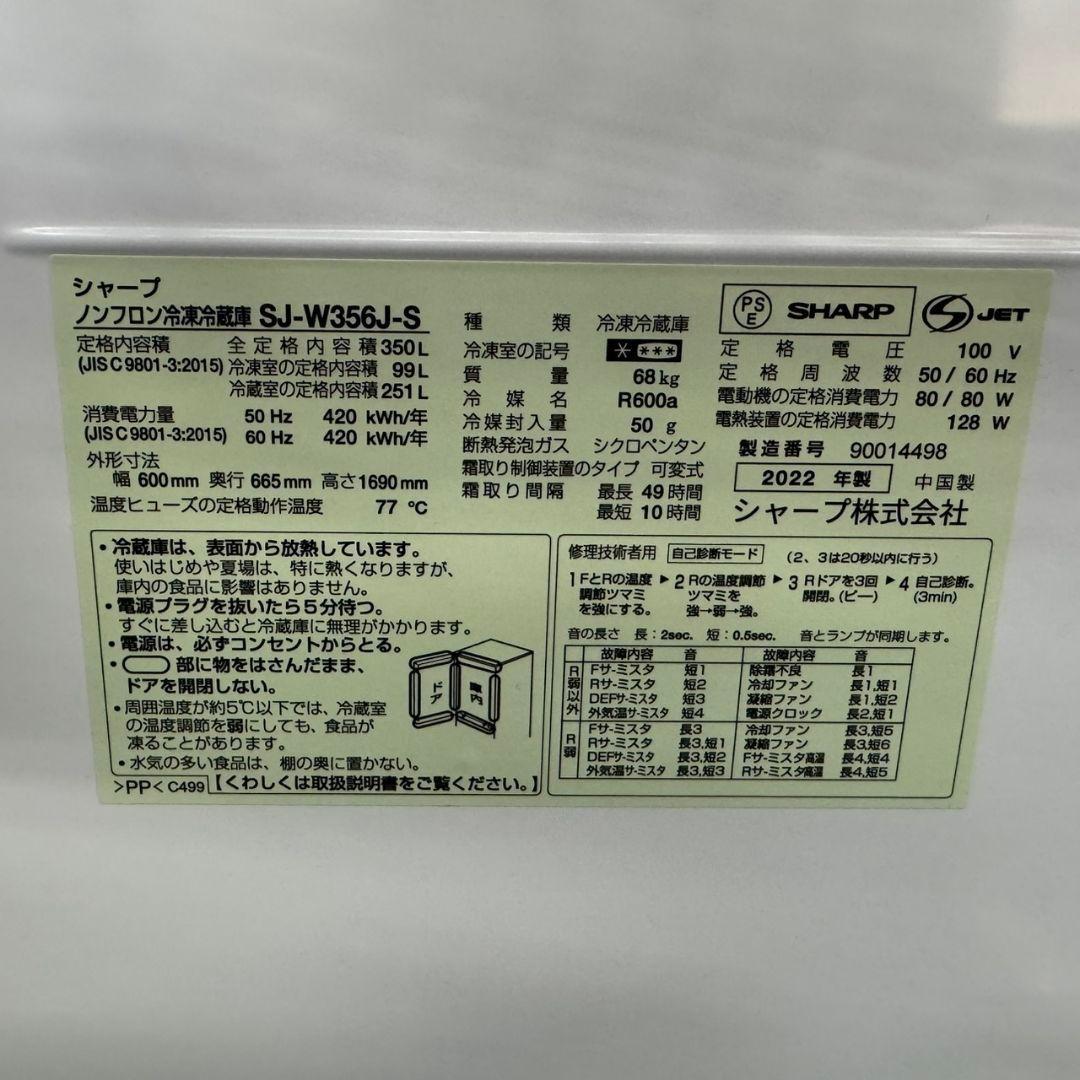 シャープ
ノンフロン冷凍冷蔵庫 SJ-W356J-S
定格内容積 全定格内容積 350 L
(JIS C 9801-3:2015) 冷凍室の定格内容積 99 L
冷蔵室の定格内容積 251 L
消費電力量 50 Hz 420 kWh/年
(JIS C 9801-3:2015) 60 Hz 420 kWh/年
外形寸法
幅 600 mm 奥行 665 mm 高さ 1690 mm
温度ヒューズの定格動作温度 77 ℃
種類 冷凍冷蔵庫
冷凍室の記号 * ***
質量 68 kg
冷媒名 R600a
冷媒封入量 50 g
断熱発泡ガス シクロペンタン
霜取り制御装置のタイプ 可変式
霜取り間隔 最長 49 時間
最短 10 時間
PS
E
SHARP
S JET
定格電圧 100 V
定格周波数 50 / 60 Hz
電動機の定格消費電力 80 / 80 W
電熱装置の定格消費電力 128 W
製造番号 90014498
2022 年製 中国製
シャープ株式会社
・冷蔵庫は、表面から放熱しています。
使いはじめや夏場は、特に熱くなりますが、
庫内の食品に影響はありません。
・電源プラグを抜いたら5分待つ。
すぐに差し込むと冷蔵庫に無理がかかります。
・電源は、必ずコンセントからとる。
・ 部に物をはさんだまま、
ドアを開閉しない。
・周囲温度が約5℃以下では、冷蔵室
の温度調節を弱にしても、食品が
凍ることがあります。
・水気の多い食品は、棚の奥に置かない。
ドア
庫内
>PP< C499 【くわしくは取扱説明書をご覧ください。】
修理技術者用 自己診断モード (2、3は20秒以内に行う)
1 FとRの温度調節ツマミを強にする。 ▶ 2 Rの温度調節ツマミを強→弱→強。 ▶ 3 Rドアを3回開閉。(ピー) ▶ 4 自己診断。(3min)
音の長さ 長:2sec. 短:0.5sec. 音とランプが同期します。
故障内容 音 故障内容 音
R弱以外
Fサーミスタ 短1 除霜不良 長1
Rサーミスタ 短2 冷却ファン 長1,短1
DEFサーミスタ 短3 凝縮ファン 長1,短2
外気温サーミスタ 短4 電源クロック 長2,短1
R弱
Fサーミスタ 長3 冷却ファン 長3,短5
Rサーミスタ 長3,短1 凝縮ファン 長3,短6
DEFサーミスタ 長3,短2 Fサーミスタ高温 長4,短4
外気温サーミスタ 長3,短3 Rサーミスタ高温 長4,短5